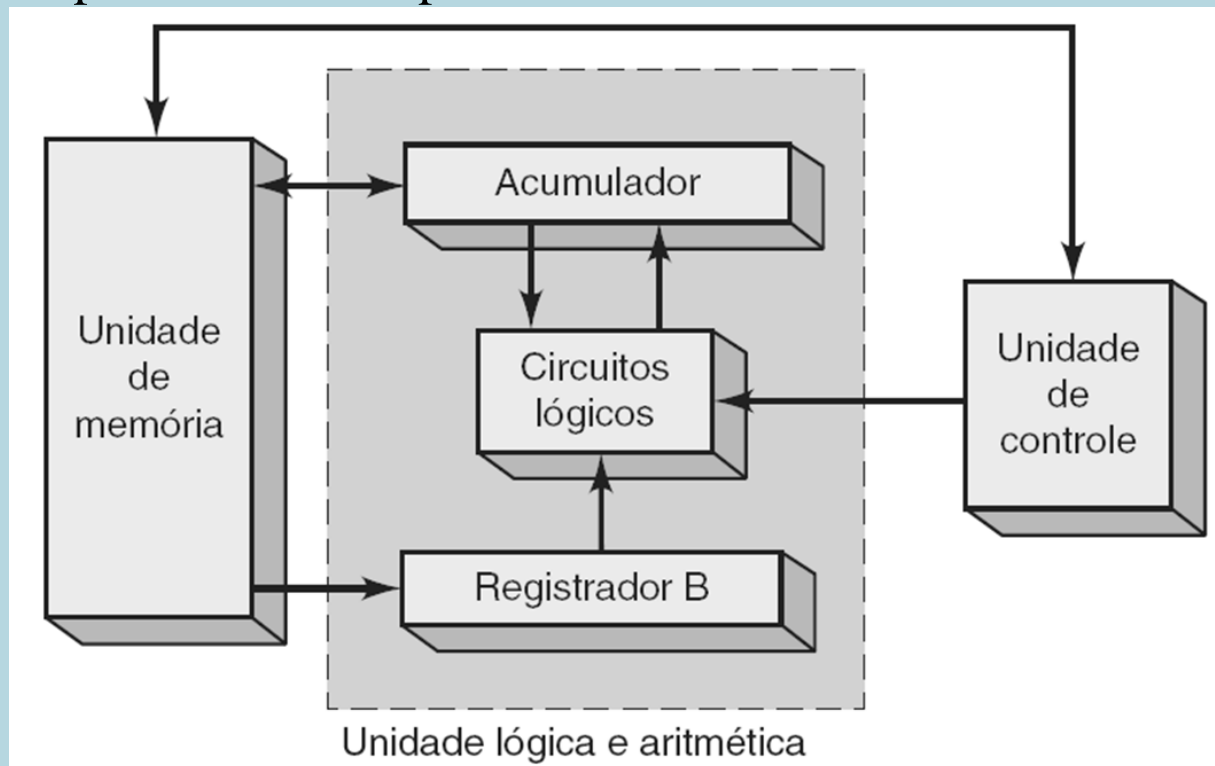 Acumulador
Unidade
de
memória
Circuitos
lógicos
Unidade
de
controle
Registrador B
Unidade lógica e aritmética